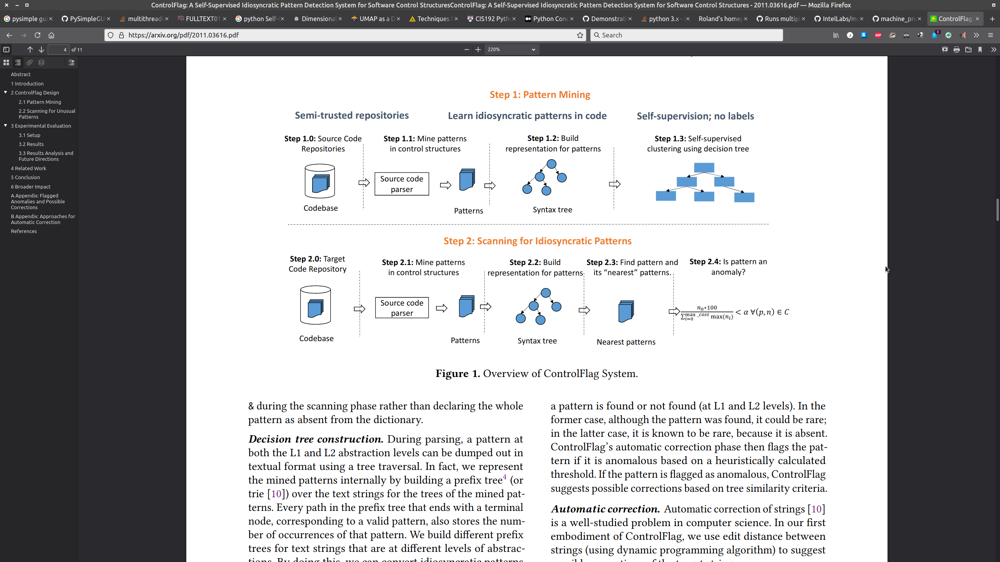 ControlFlag: A Self-Supervised Idiosyncratic Pattern Detection System for Software Control StructuresControlFlag: A Self-Supervised Idiosyncratic Pattern Detection System for Software Control Structures - 2011.03616.pdf — Mozilla Firefox
pysimple gui
PySimpleGU
multithreadi
FULLTEXT01
python Self-
Dimensional
UMAP as a D
Techniques f
CIS192 Pytho
Python Conc
Demonstrati
python 3.x -
Roland's homep
Runs multipl
IntelLabs/ma
machine_pro
ControlFlag:
https://arxiv.org/pdf/2011.03616.pdf
Search
J
S
ABP
0
4 of 11
220%
Abstract
1 Introduction
2 ControlFlag Design
2.1 Pattern Mining
2.2 Scanning for Unusual
Patterns
3 Experimental Evaluation
3.1 Setup
3.2 Results
3.3 Results Analysis and
Future Directions
4 Related Work
5 Conclusion
6 Broader Impact
A Appendix: Flagged
Anomalies and Possible
Corrections
B Appendix: Approaches for
Automatic Correction
References
Step 1: Pattern Mining
Semi-trusted repositories
Learn idiosyncratic patterns in code
Self-supervision; no labels
Step 1.0: Source Code
Repositories
Step 1.1: Mine patterns
in control structures
Step 1.2: Build
representation for patterns
Step 1.3: Self-supervised
clustering using decision tree
Source code
parser
Codebase
Patterns
Syntax tree
Step 2: Scanning for Idiosyncratic Patterns
Step 2.0: Target
Code Repository
Step 2.1: Mine patterns
in control structures
Step 2.2: Build
representation for patterns
Step 2.3: Find pattern and
its “nearest” patterns.
Step 2.4: Is pattern an
anomaly?
Source code
parser
n₀*100 / ∑_{i=0}^{max_cost} max(nᵢ) < α ∀(p, n) ∈ C
Codebase
Patterns
Syntax tree
Nearest patterns
Figure 1. Overview of ControlFlag System.
& during the scanning phase rather than declaring the whole
pattern as absent from the dictionary.
Decision tree construction. During parsing, a pattern at
both the L1 and L2 abstraction levels can be dumped out in
textual format using a tree traversal. In fact, we represent
the mined patterns internally by building a prefix tree⁴ (or
trie [10]) over the text strings for the trees of the mined pat-
terns. Every path in the prefix tree that ends with a terminal
node, corresponding to a valid pattern, also stores the num-
ber of occurrences of that pattern. We build different prefix
trees for text strings that are at different levels of abstrac-
tions. By doing this, we can convert idiosyncratic patterns
a pattern is found or not found (at L1 and L2 levels). In the
former case, although the pattern was found, it could be rare;
in the latter case, it is known to be rare, because it is absent.
ControlFlag’s automatic correction phase then flags the pat-
tern if it is anomalous based on a heuristically calculated
threshold. If the pattern is flagged as anomalous, ControlFlag
suggests possible corrections based on tree similarity criteria.
Automatic correction. Automatic correction of strings [10]
is a well-studied problem in computer science. In our first
embodiment of ControlFlag, we use edit distance between
strings (using dynamic programming algorithm) to suggest